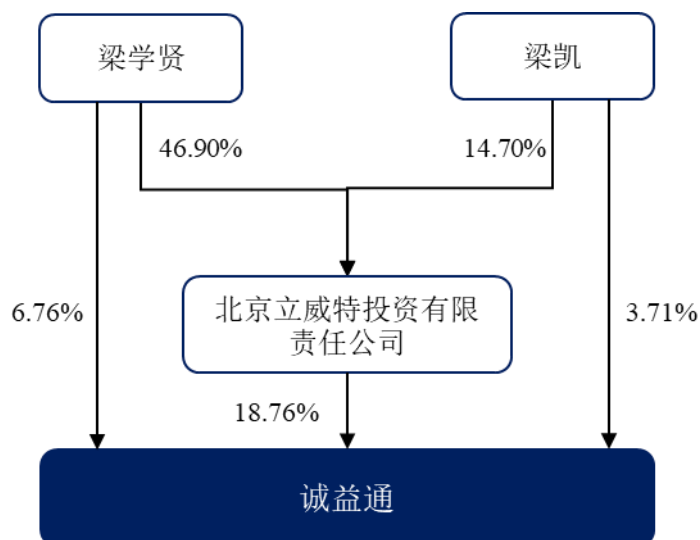 梁学贤
梁凯
46.90%
14.70%
6.76%
北京立威特投资有限
责任公司
3.71%
18.76%
诚益通